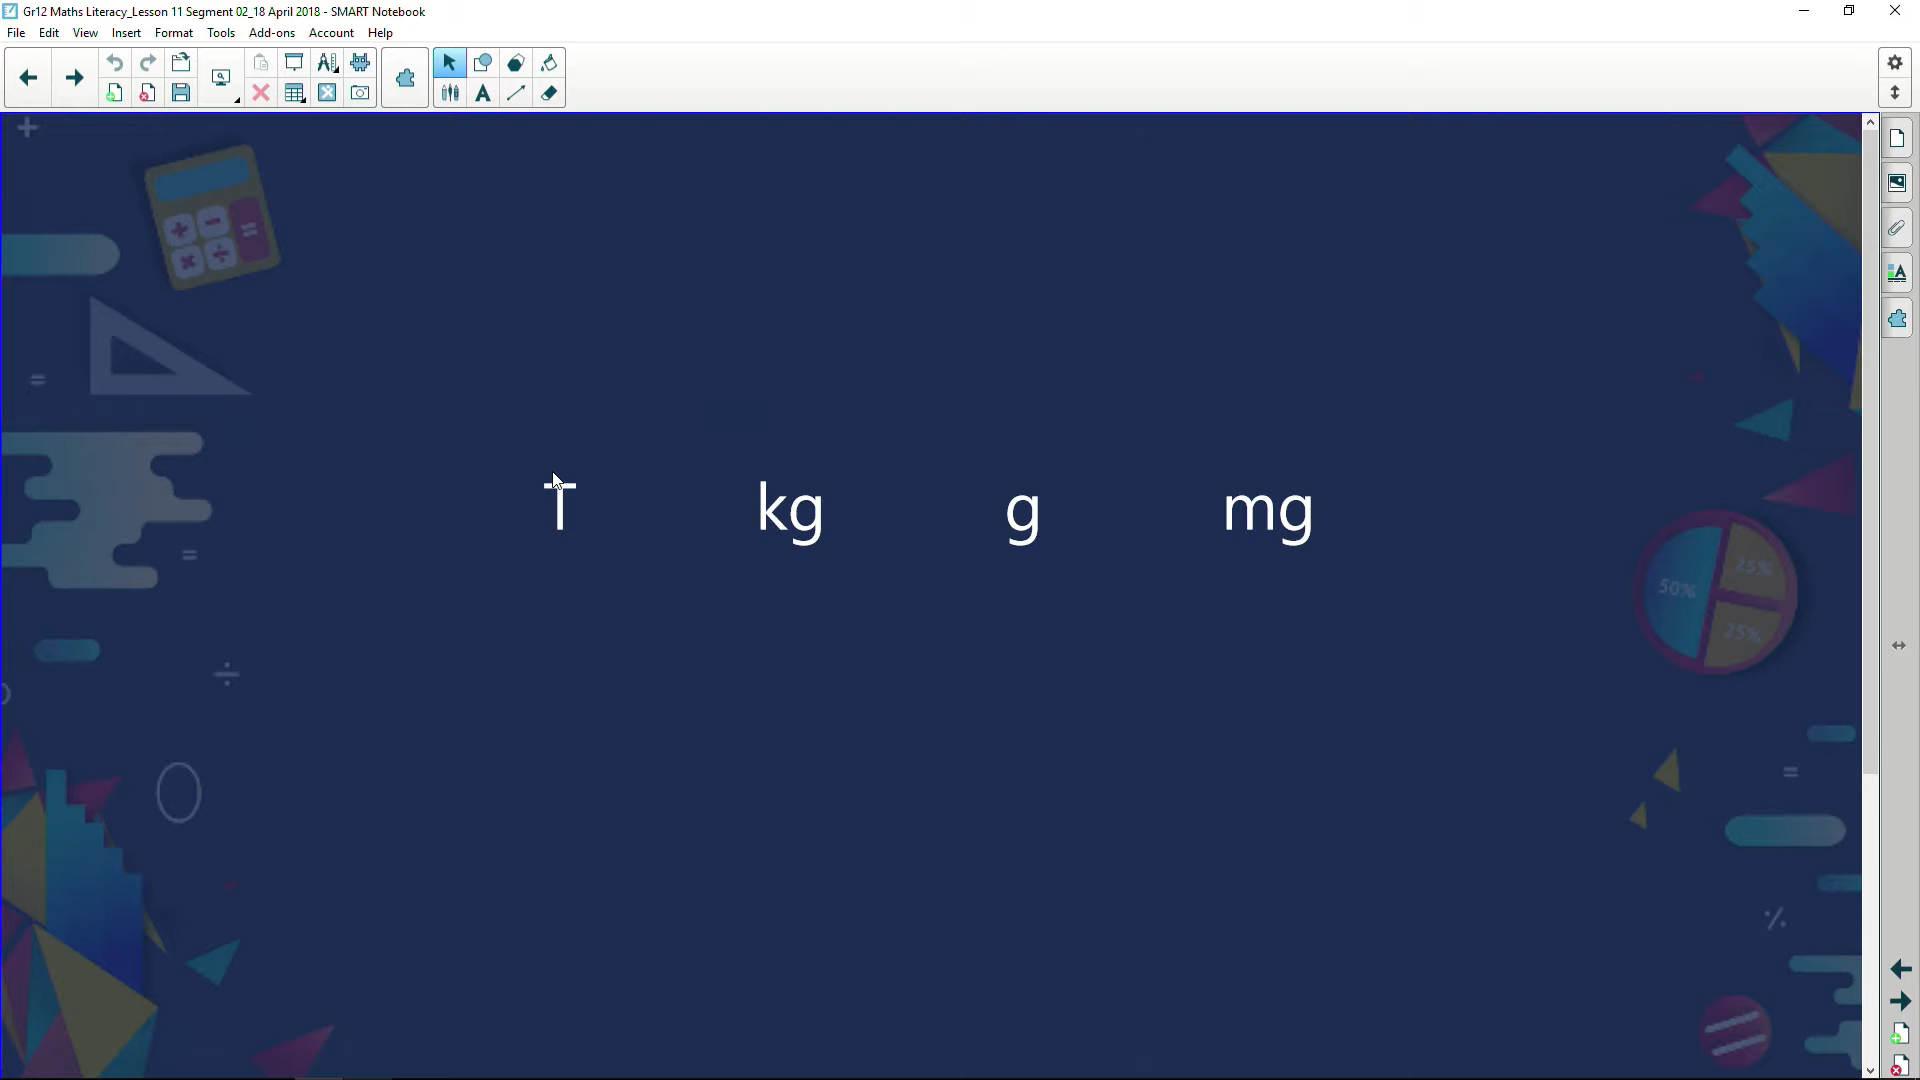 Gr12 Maths Literacy_Lesson 11 Segment 02_18 April 2018 - SMART Notebook
File Edit View Insert Format Tools Add-ons Account Help
T kg g mg
50% 25%
25%